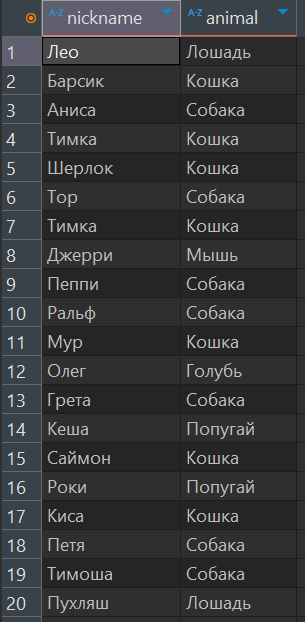 A-Z nickname A-Z animal
1 Лео Лошадь
2 Барсик Кошка
3 Аниса Собака
4 Тимка Кошка
5 Шерлок Кошка
6 Тор Собака
7 Тимка Кошка
8 Джерри Мышь
9 Пеппи Собака
10 Ральф Собака
11 Мур Кошка
12 Олег Голубь
13 Грета Собака
14 Кеша Попугай
15 Саймон Кошка
16 Роки Попугай
17 Киса Кошка
18 Петя Собака
19 Тимоша Собака
20 Пухляш Лошадь